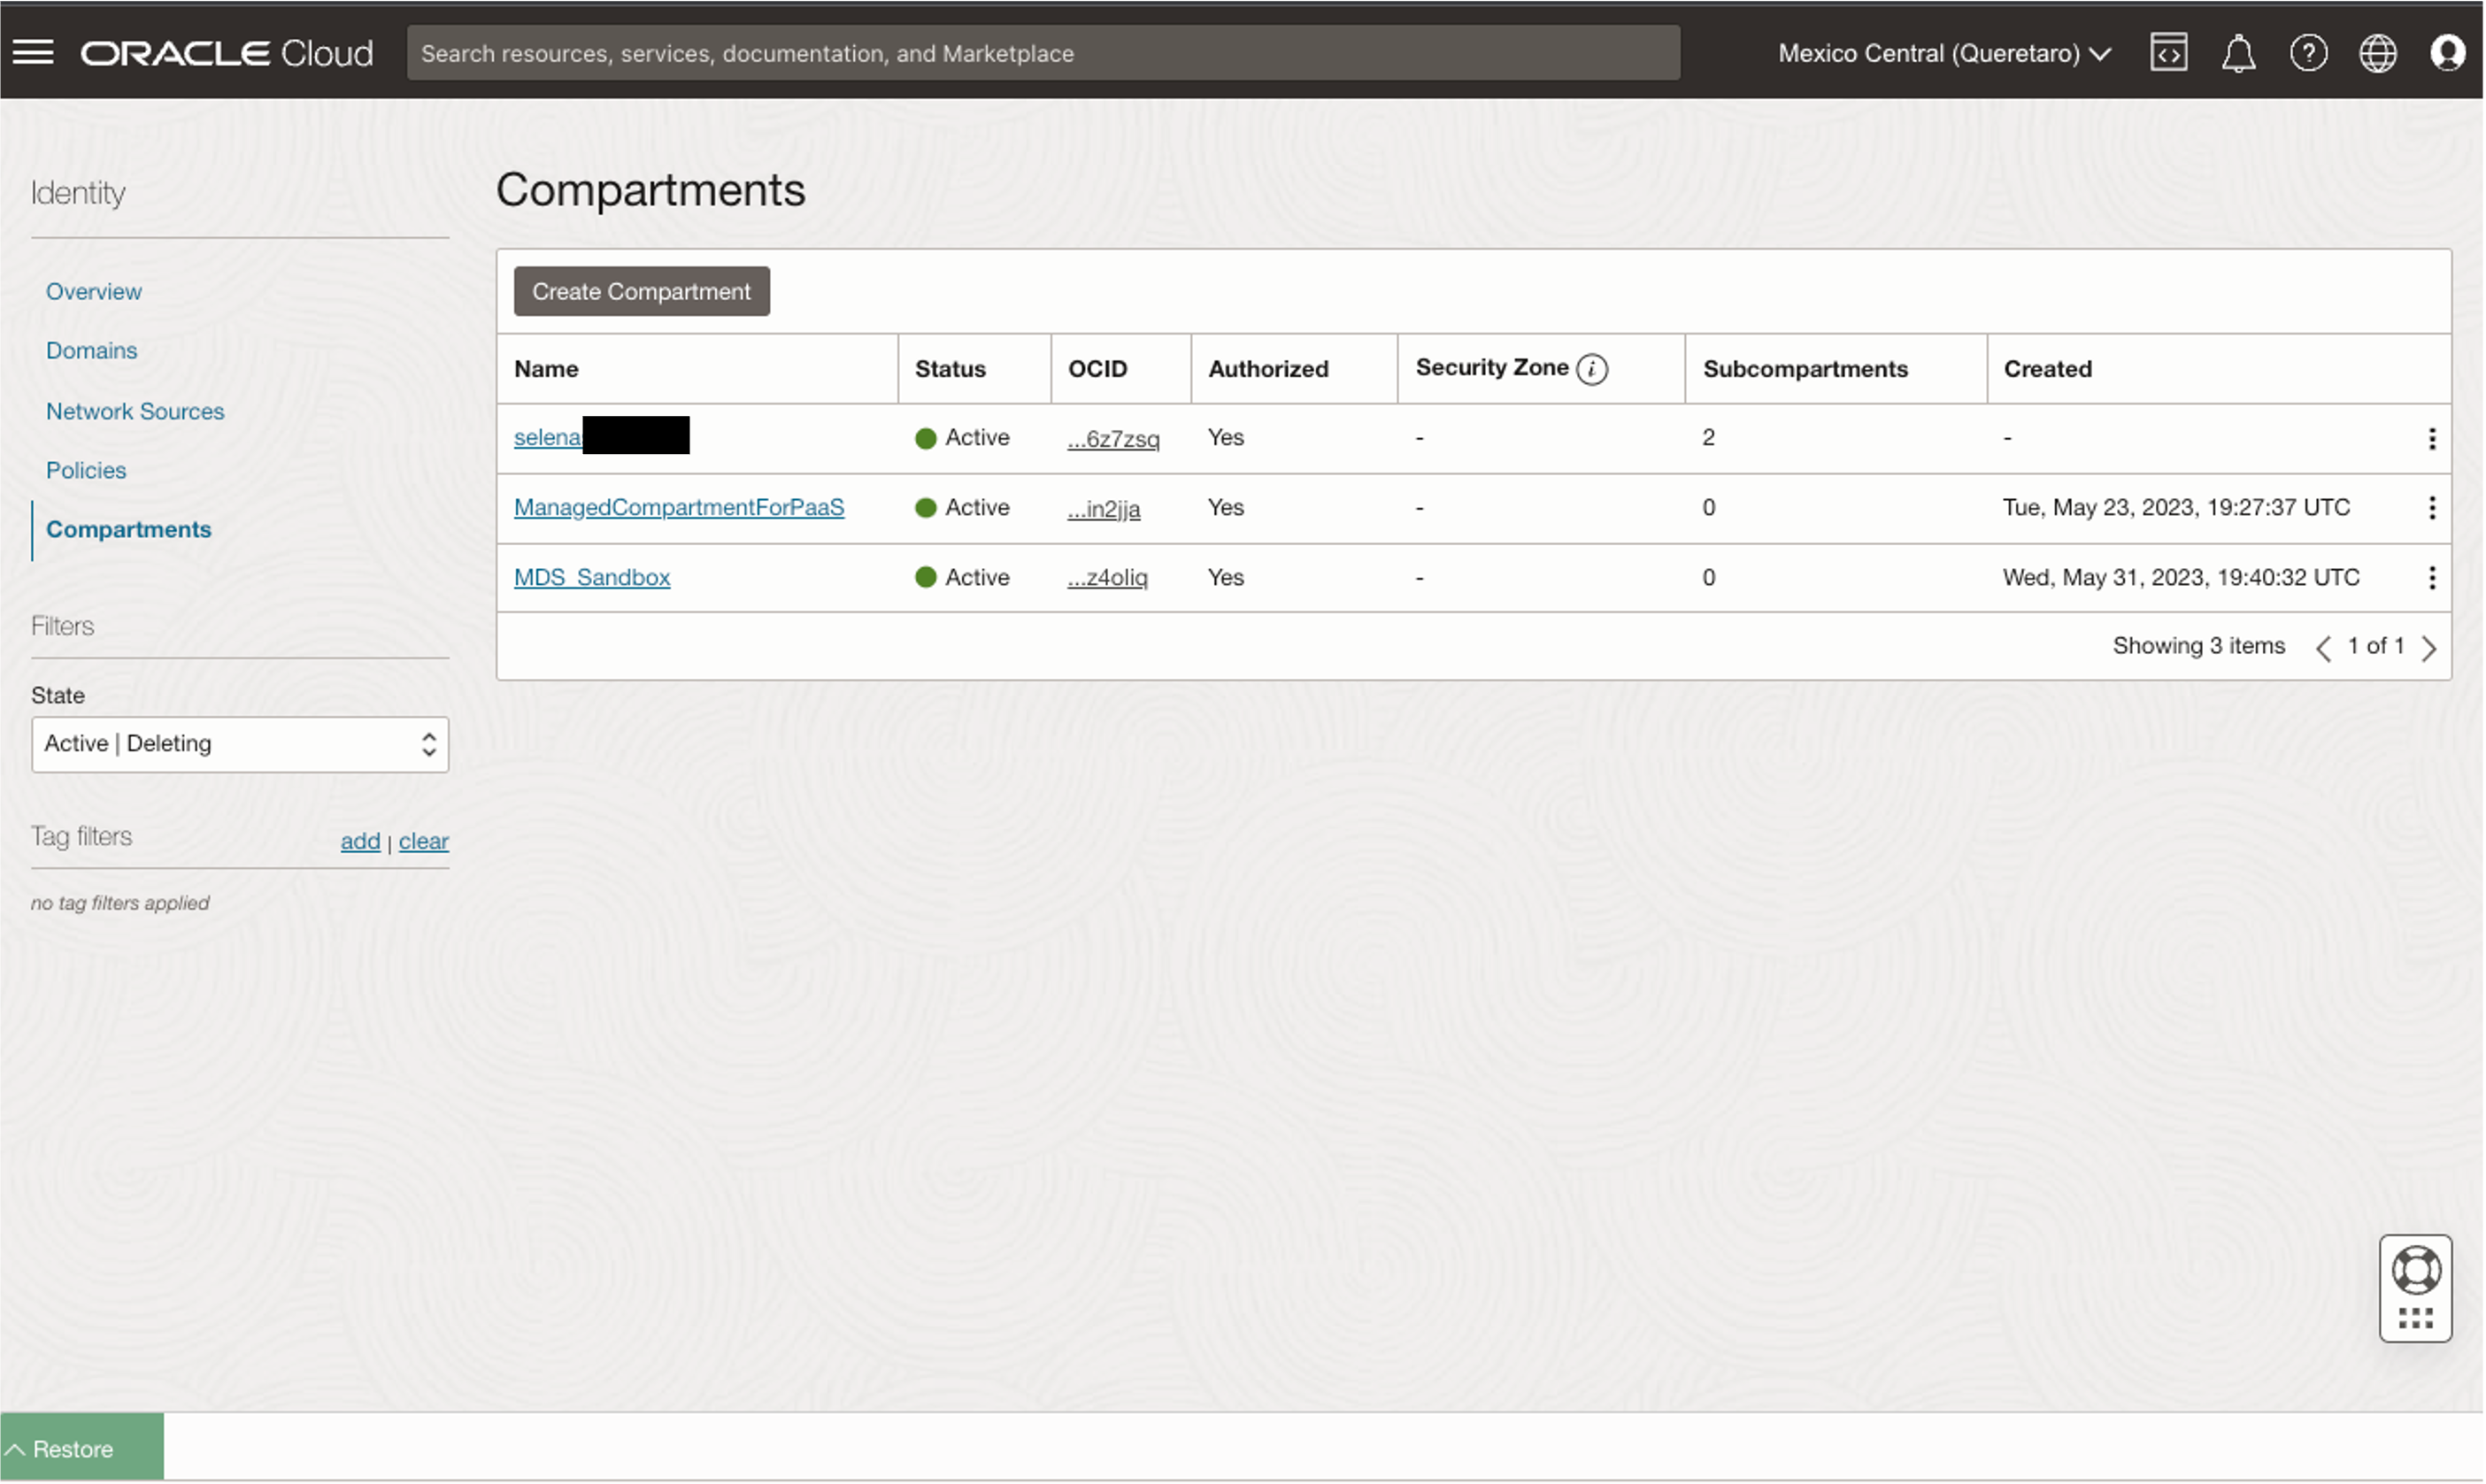 ORACLE Cloud
Search resources, services, documentation, and Marketplace
Mexico Central (Queretaro)
Identity
Overview
Domains
Network Sources
Policies
Compartments
Filters
State
Active | Deleting
Tag filters add | clear
no tag filters applied
Compartments
Create Compartment
Name Status OCID Authorized Security Zone i Subcompartments Created
selena Active ...6z7zsq Yes - 2 -
ManagedCompartmentForPaaS Active ...in2jja Yes - 0 Tue, May 23, 2023, 19:27:37 UTC
MDS_Sandbox Active ...z4oliq Yes - 0 Wed, May 31, 2023, 19:40:32 UTC
Showing 3 items < 1 of 1 >
Restore